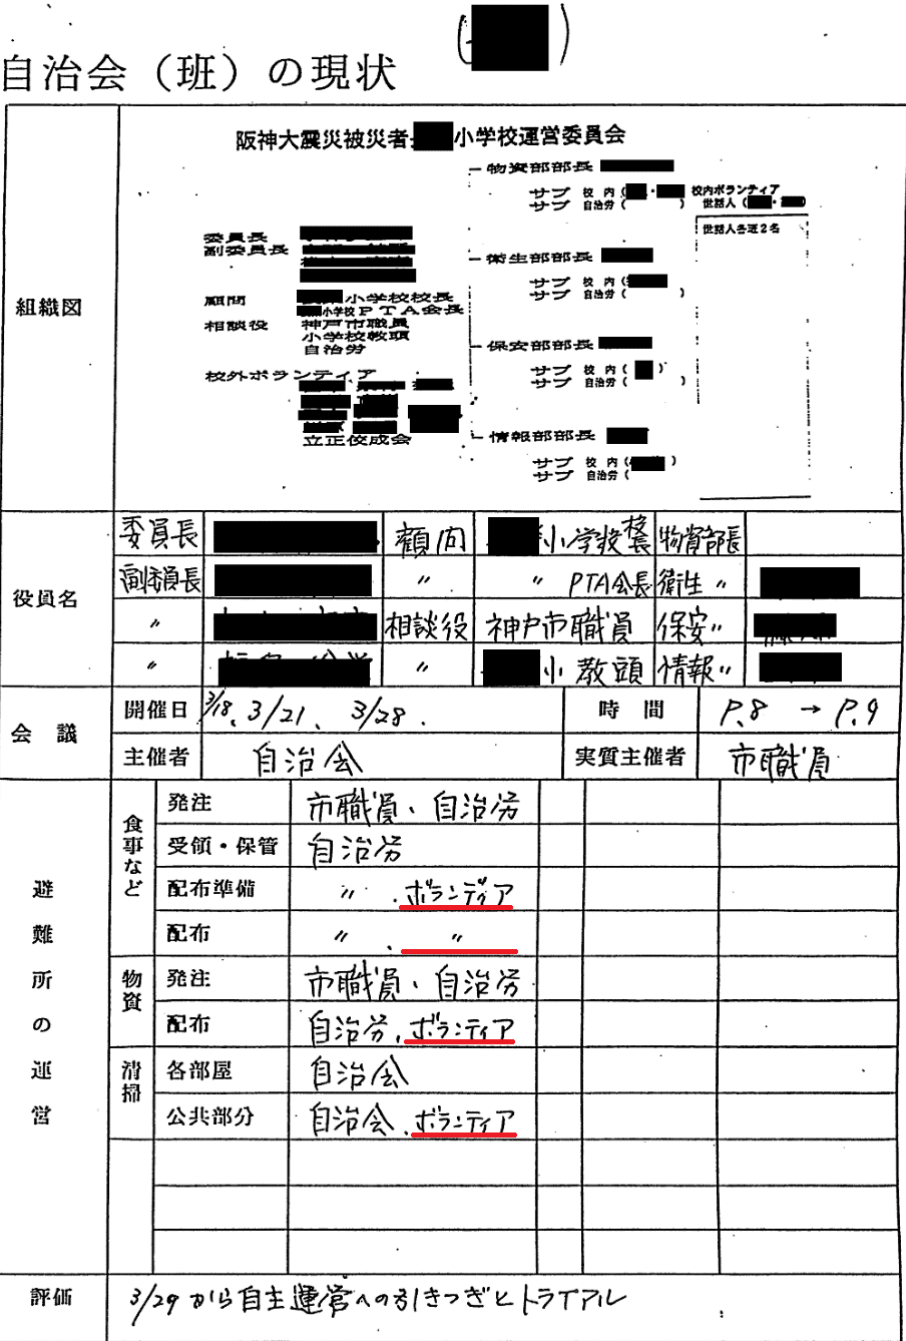 自治会（班）の現状
組織図
阪神大震災被災者 小学校運営委員会
委員長
副委員長
顧問 小学校校長
小学校PTA会長
相談役 神戸市職員
小学校教頭
自治労
校外ボランティア
立正佼成会
物資部部長
サブ 校内( ・ 校内ボランティア
サブ 自治労( ) 世話人( ・ )
世話人各班2名
衛生部部長
サブ 校内(
サブ 自治労( )
保安部部長
サブ 校内( )
サブ 自治労( )
情報部部長
サブ 校内( )
サブ 自治労(
役員名
委員長 顧問 小学校校長 物資部長
副委員長 〃 〃 PTA会長 衛生〃
〃 相談役 神戸市職員 保安〃
〃 〃 小教頭 情報〃
会議
開催日 3/18、3/21、3/28. 時間 P.8 → P.9
主催者 自治会 実質主催者 市職員
避難所の運営
食事など
発注 市職員、自治労
受領・保管 自治労
配布準備 〃 .ボランティア
配布 〃 . 〃
物資
発注 市職員、自治労
配布 自治労、ボランティア
清掃
各部屋 自治会
公共部分 自治会、ボランティア
評価 3/29から自主運営への引きつぎとトライアル